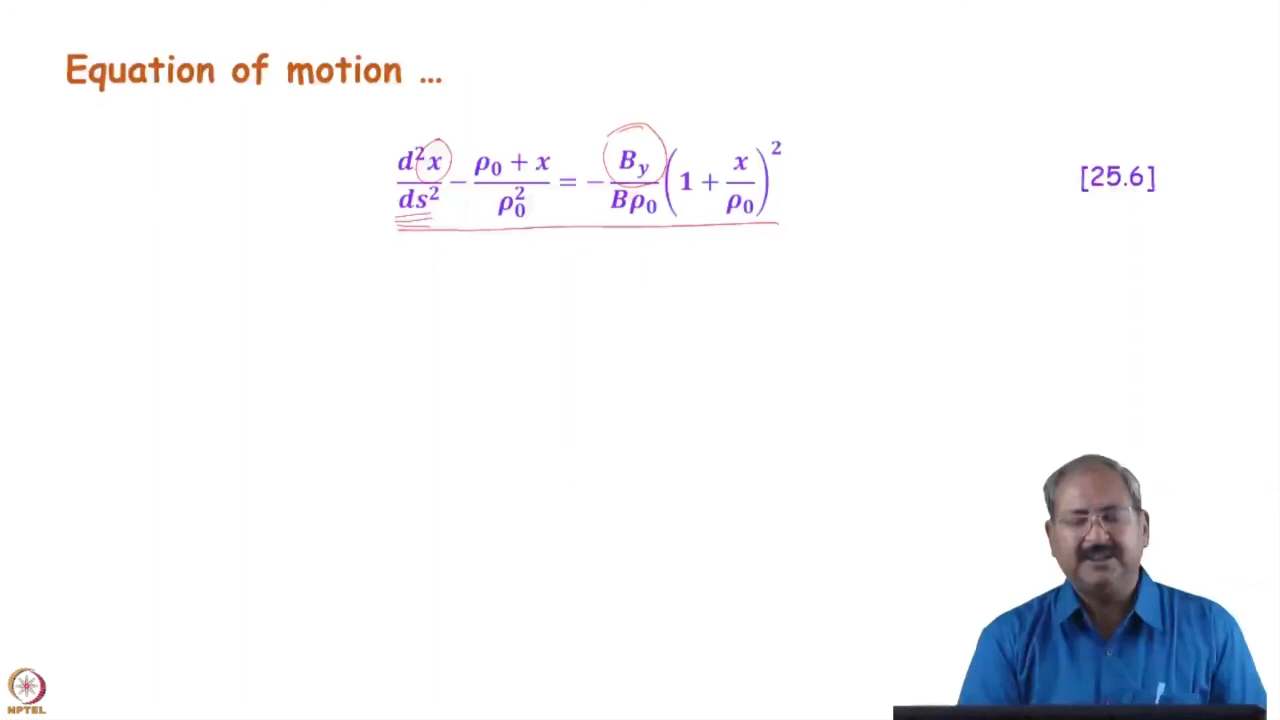 Equation of motion ...
d²x/ds² − (ρ₀ + x)/ρ₀² = − B_y/Bρ₀ (1 + x/ρ₀)² [25.6]
NPTEL